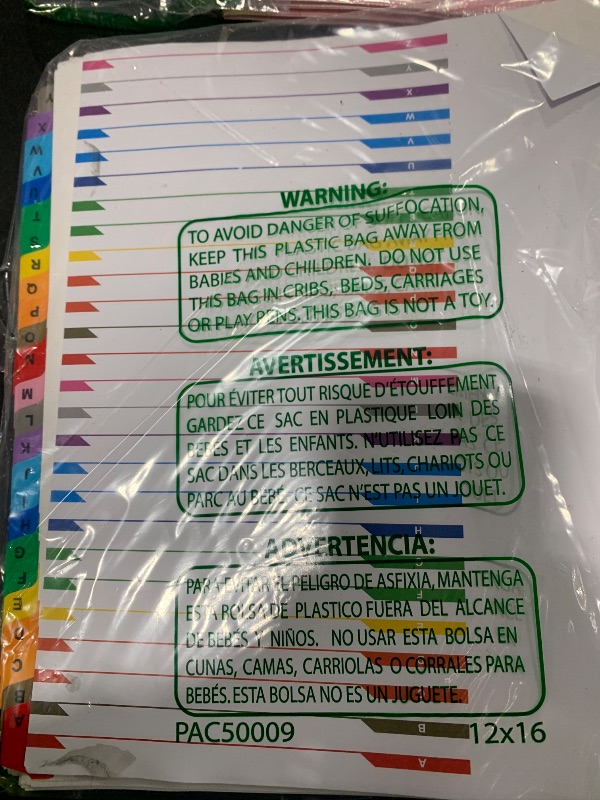 Z
Y
X
W
V
U
WARNING:
TO AVOID DANGER OF SUFFOCATION,
KEEP THIS PLASTIC BAG AWAY FROM
BABIES AND CHILDREN. DO NOT USE
THIS BAG IN CRIBS, BEDS, CARRIAGES
OR PLAY PENS. THIS BAG IS NOT A TOY.
AVERTISSEMENT:
POUR ÉVITER TOUT RISQUE D'ÉTOUFFEMENT,
GARDEZ CE SAC EN PLASTIQUE LOIN DES
BÉBÉS ET LES ENFANTS. N'UTILISEZ PAS CE
SAC DANS LES BERCEAUX, LITS, CHARIOTS OU
PARC AU BÉBÉ. CE SAC N'EST PAS UN JOUET.
H
ADVERTENCIA:
PARA EVITAR EL PELIGRO DE ASFIXIA, MANTENGA
ESTA BOLSA DE PLASTICO FUERA DEL ALCANCE
DE BEBÉS Y NIÑOS. NO USAR ESTA BOLSA EN
CUNAS, CAMAS, CARRIOLAS O CORRALES PARA
BEBÉS. ESTA BOLSA NO ES UN JUGUETE.
B
PAC50009 12x16
A
X
W
V
U
T
S
R
Q
P
O
N
M
L
K
J
I
H
G
F
E
D
C
B
A